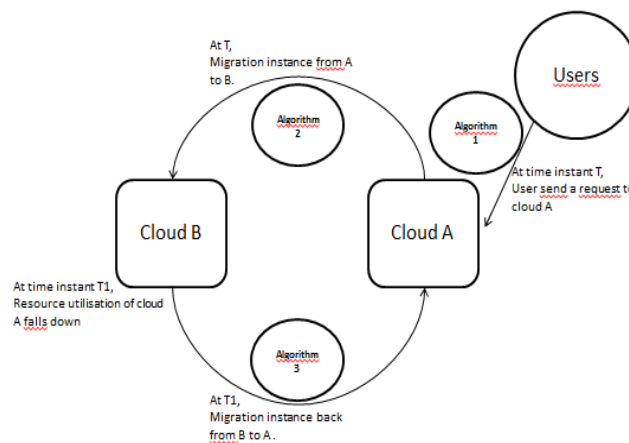 At T,
Migration instance from A
to B.
Users
Algorithm
2
Algorithm
1
At time instant T,
User send a request to
cloud A
Cloud B
Cloud A
At time instant T1,
Resource utilisation of cloud
A falls down
Algorithm
3
At T1,
Migration instance back
from B to A.